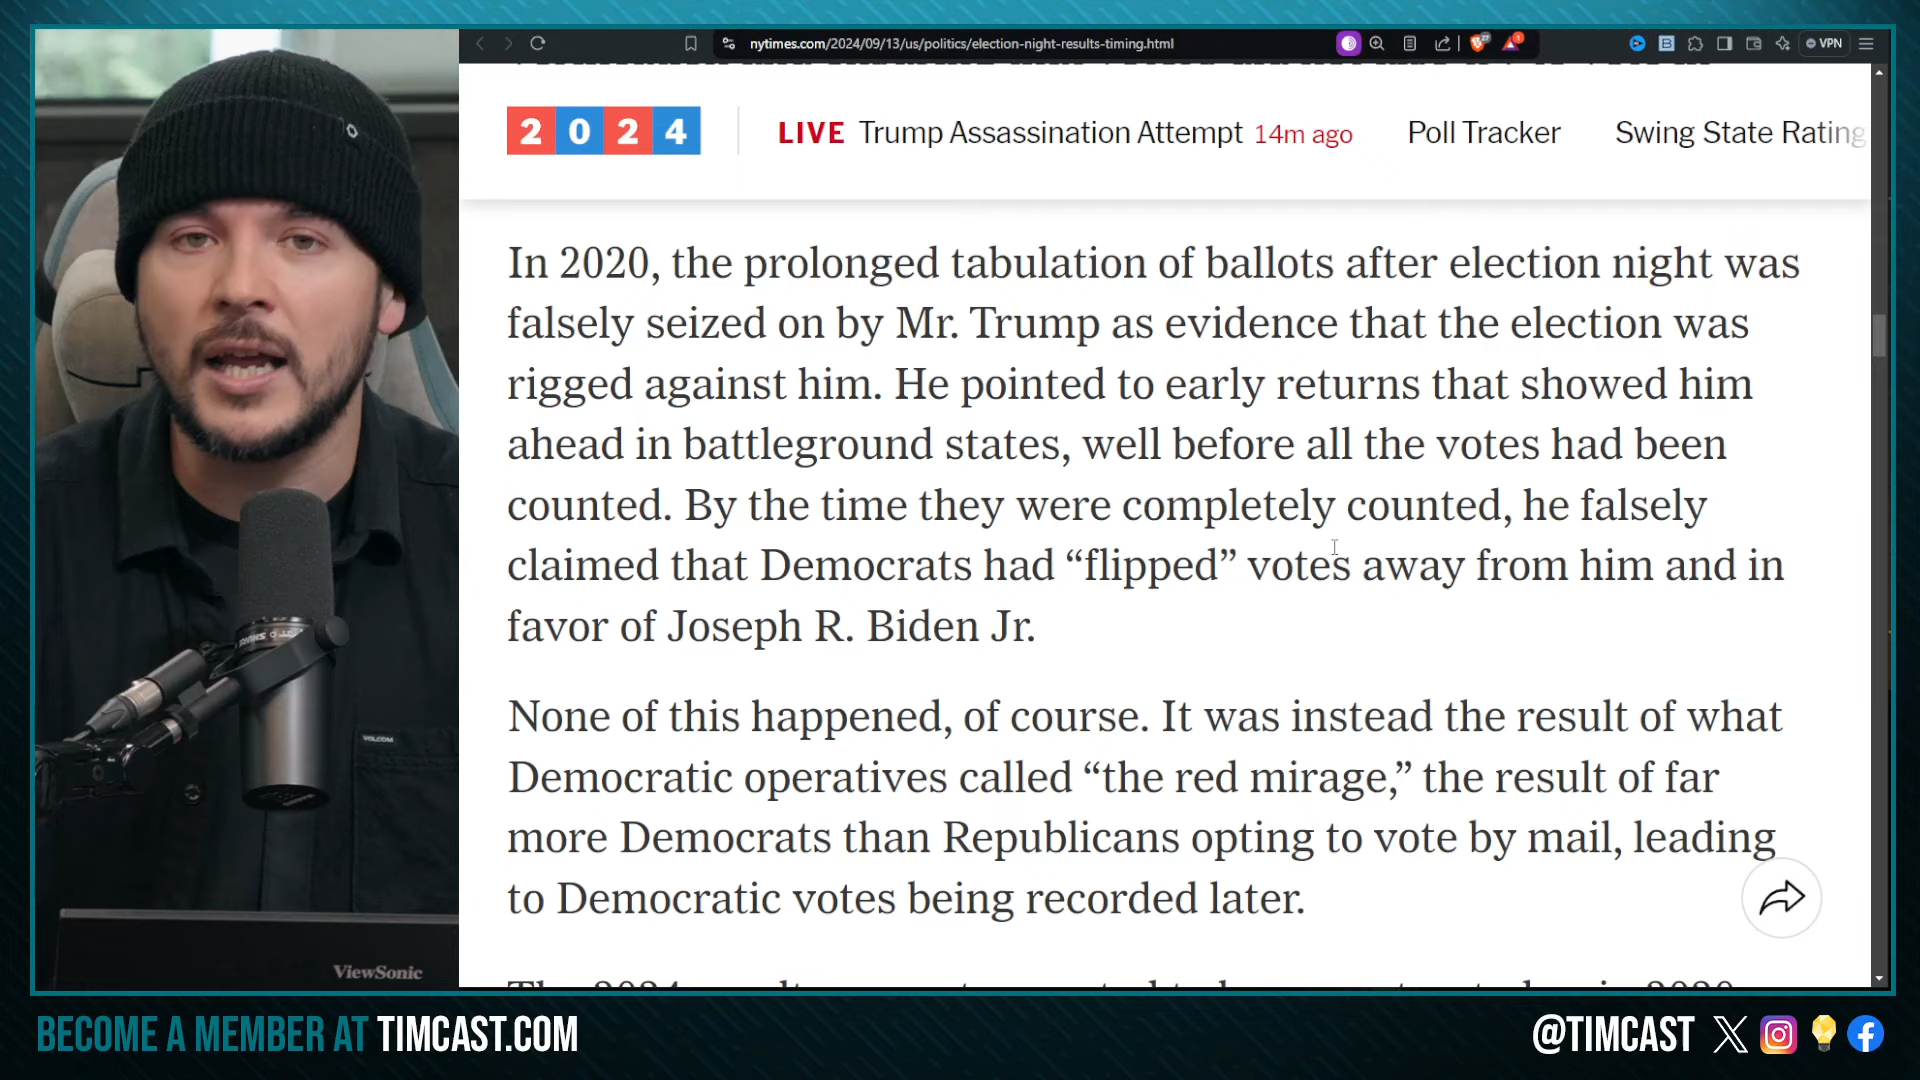 nytimes.com/2024/09/13/us/politics/election-night-results-timing.html
VPN
2024
LIVE Trump Assassination Attempt 14m ago
Poll Tracker
Swing State Rating
In 2020, the prolonged tabulation of ballots after election night was
falsely seized on by Mr. Trump as evidence that the election was
rigged against him. He pointed to early returns that showed him
ahead in battleground states, well before all the votes had been
counted. By the time they were completely counted, he falsely
claimed that Democrats had “flipped” votes away from him and in
favor of Joseph R. Biden Jr.
None of this happened, of course. It was instead the result of what
Democratic operatives called “the red mirage,” the result of far
more Democrats than Republicans opting to vote by mail, leading
to Democratic votes being recorded later.
VOLCOM
ViewSonic
BECOME A MEMBER AT TIMCAST.COM
@TIMCAST